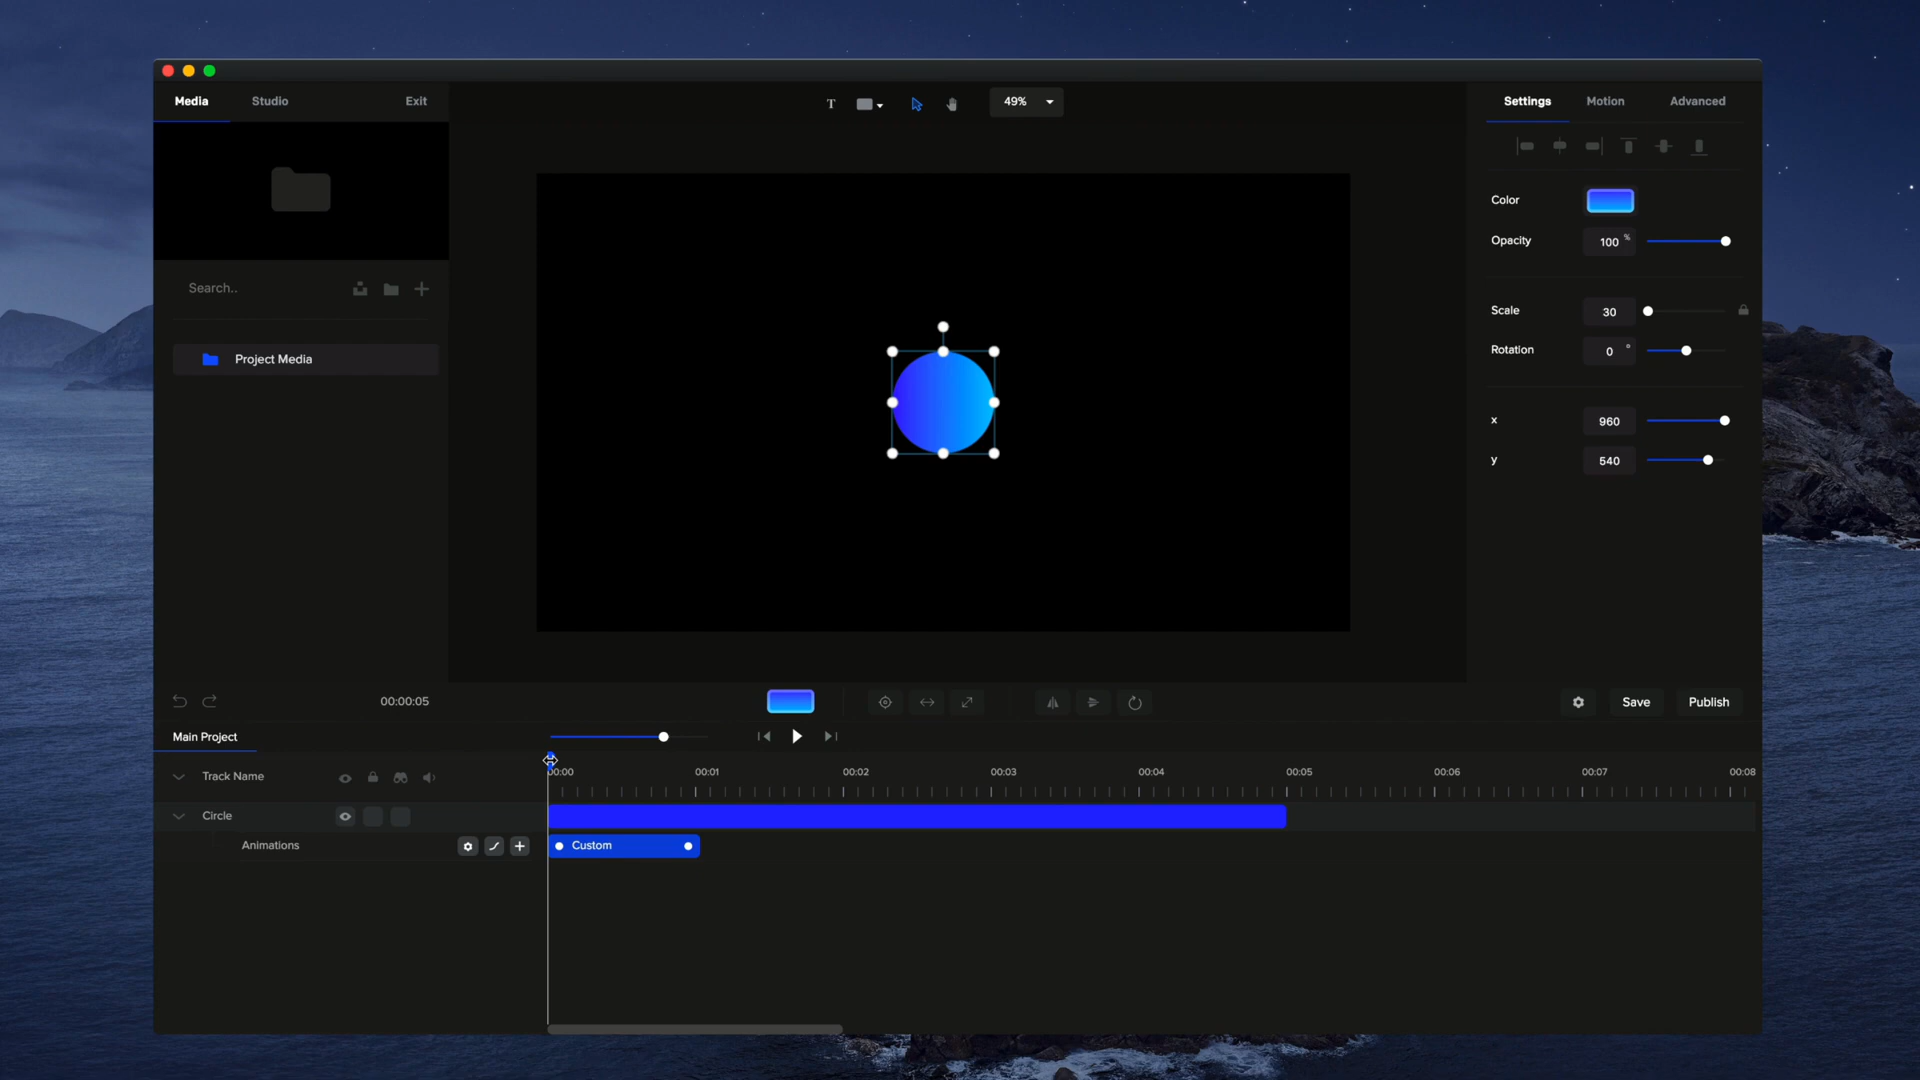 Media Studio Exit
T 49%
Settings Motion Advanced
Color
Opacity 100 %
Search..
Scale 30
Rotation 0 °
Project Media
x 960
y 540
00:00:05
Save Publish
Main Project
Track Name
00:00 00:01 00:02 00:03 00:04 00:05 00:06 00:07 00:08
Circle
Animations Custom